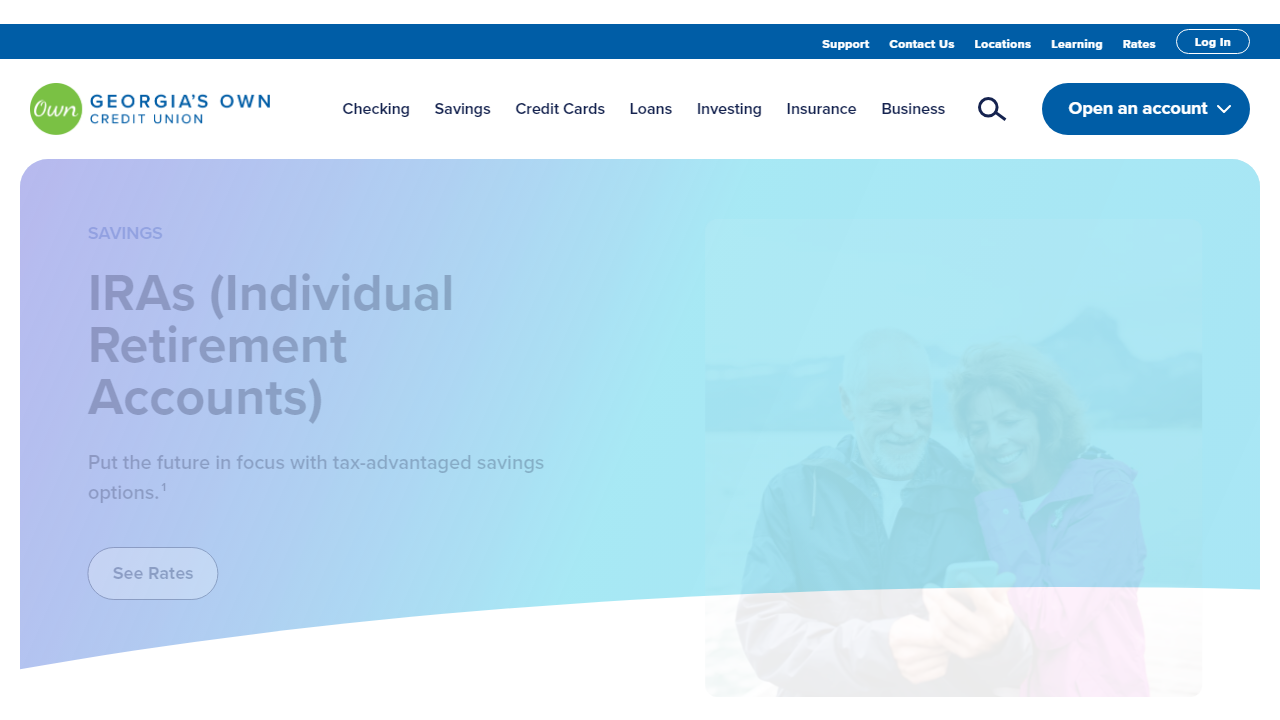 Support Contact Us Locations Learning Rates Log In
Own GEORGIA'S OWN
CREDIT UNION
Checking Savings Credit Cards Loans Investing Insurance Business Open an account
SAVINGS
IRAs (Individual
Retirement
Accounts)
Put the future in focus with tax-advantaged savings
options.¹
See Rates